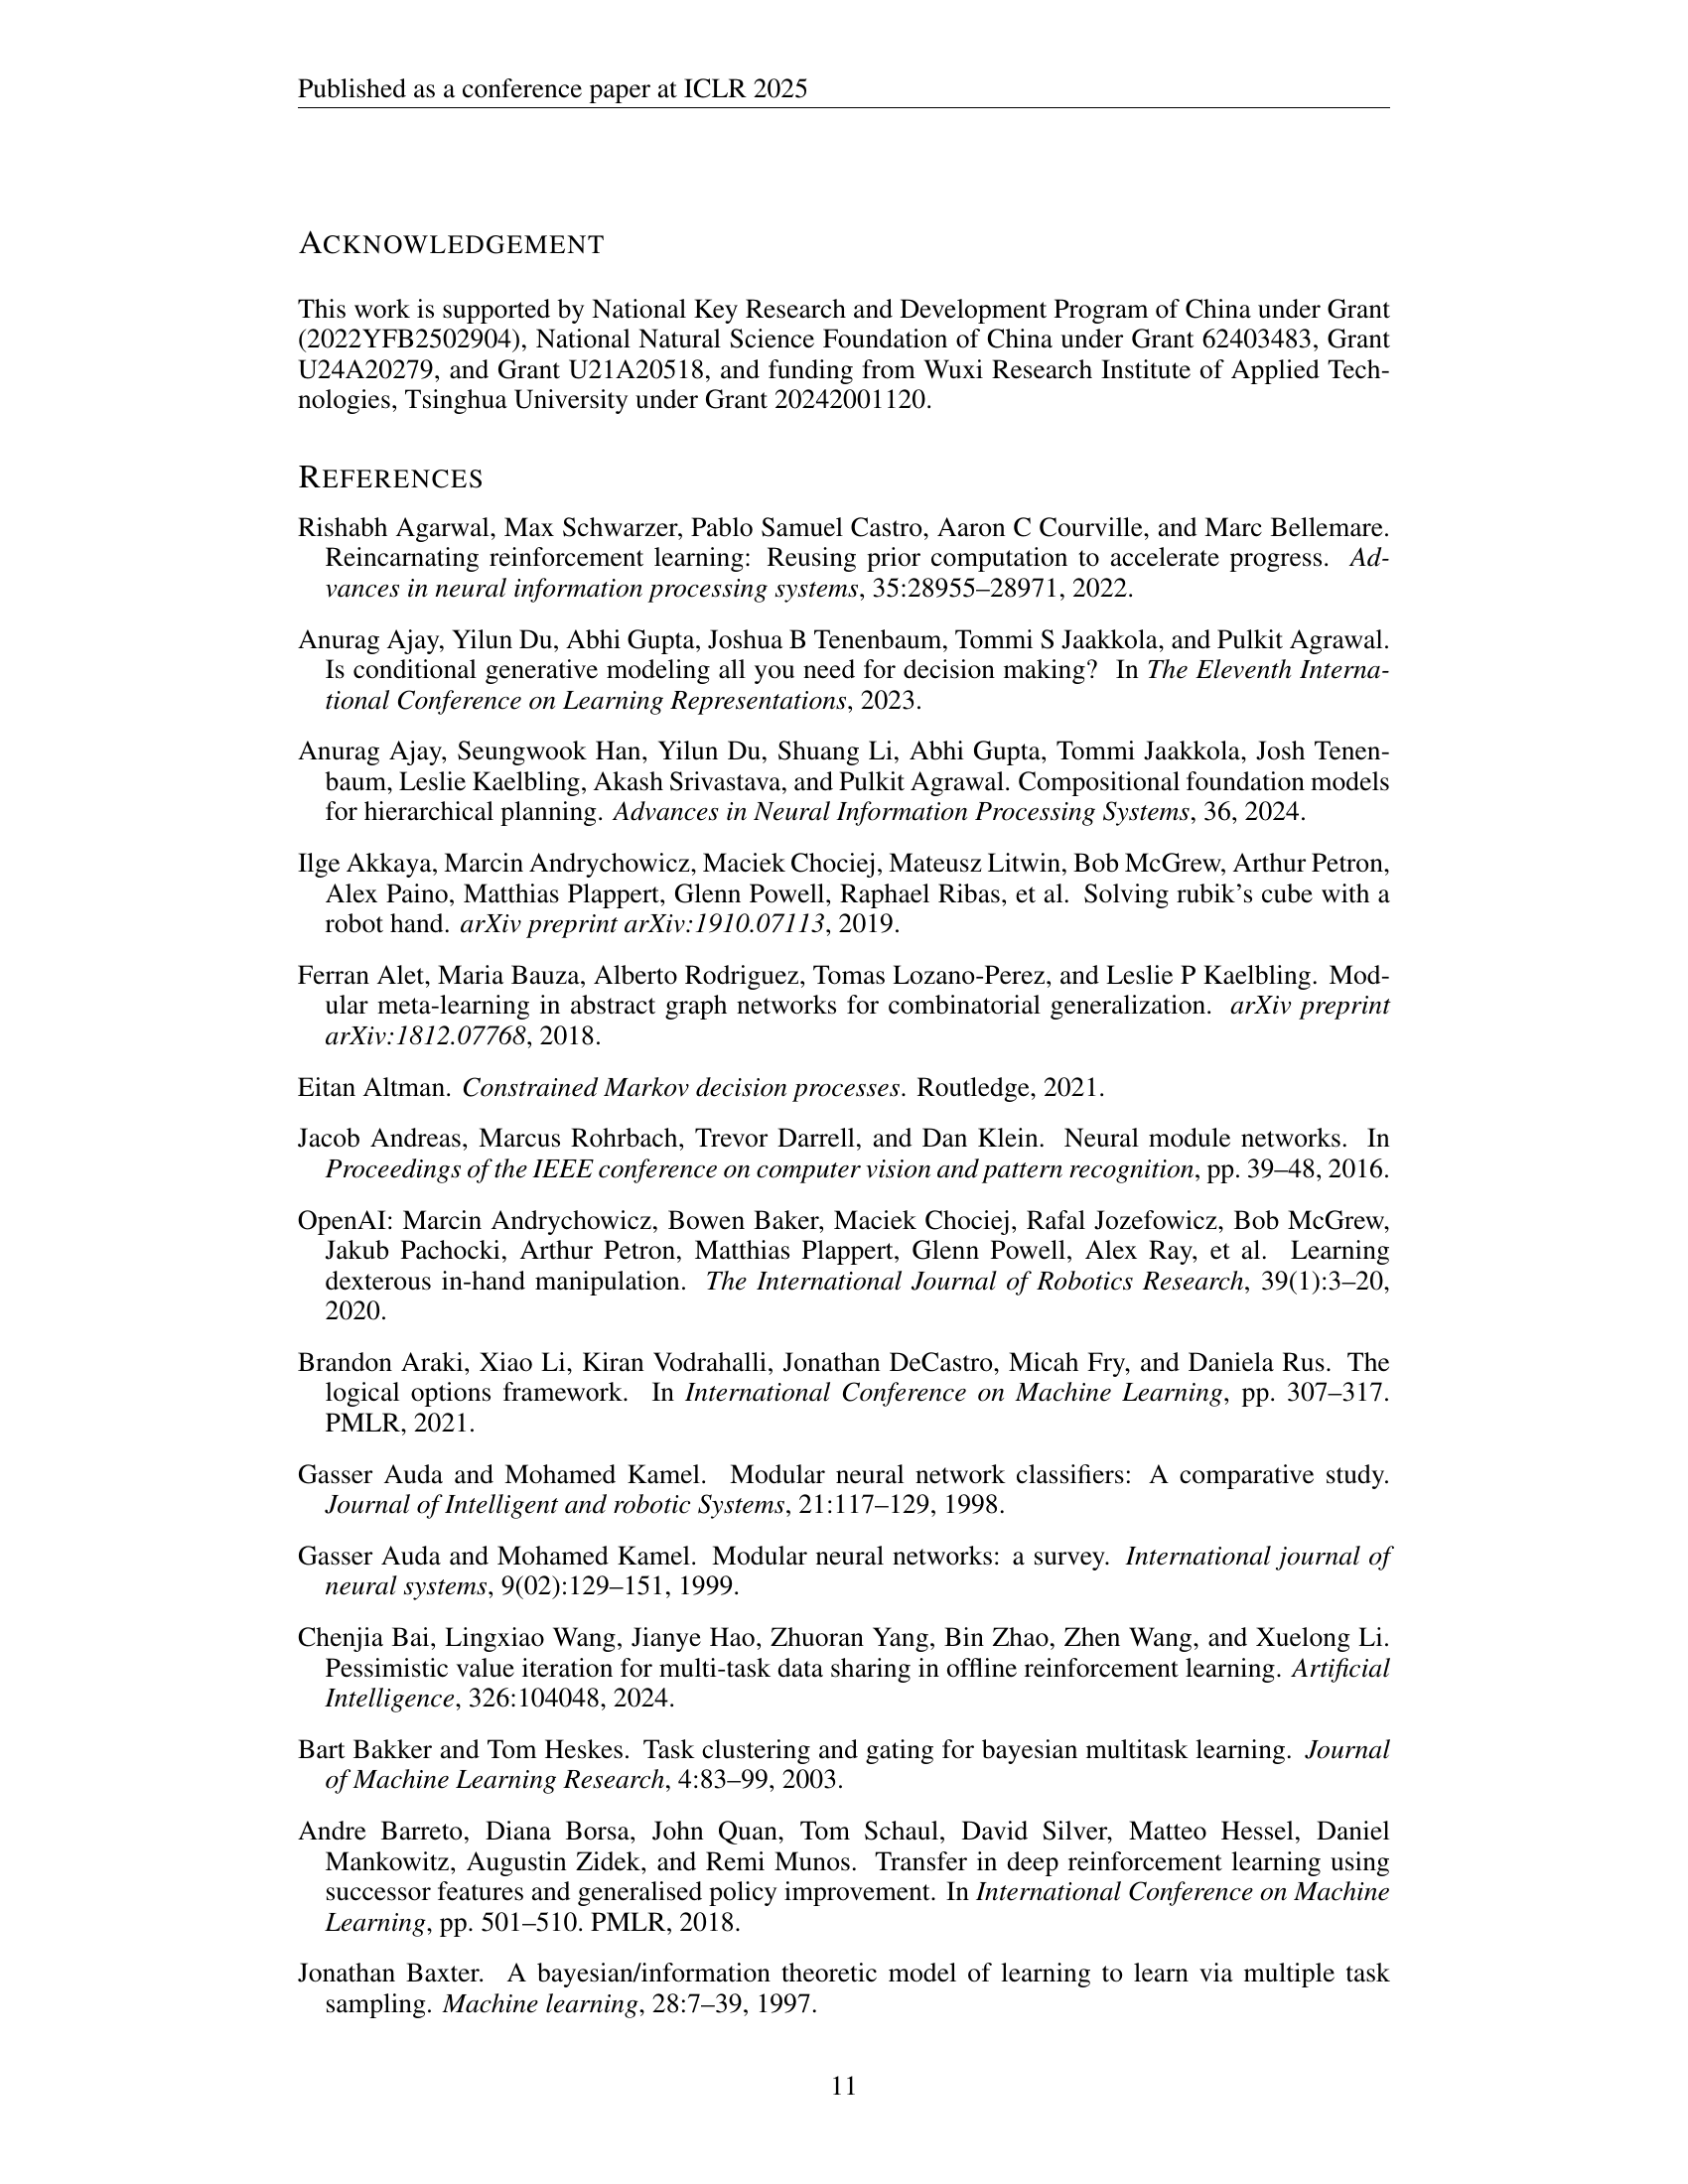 Published as a conference paper at ICLR 2025
ACKNOWLEDGEMENT
This work is supported by National Key Research and Development Program of China under Grant
(2022YFB2502904), National Natural Science Foundation of China under Grant 62403483, Grant
U24A20279, and Grant U21A20518, and funding from Wuxi Research Institute of Applied Tech-
nologies, Tsinghua University under Grant 20242001120.
REFERENCES
Rishabh Agarwal, Max Schwarzer, Pablo Samuel Castro, Aaron C Courville, and Marc Bellemare.
Reincarnating reinforcement learning: Reusing prior computation to accelerate progress. Ad-
vances in neural information processing systems, 35:28955–28971, 2022.
Anurag Ajay, Yilun Du, Abhi Gupta, Joshua B Tenenbaum, Tommi S Jaakkola, and Pulkit Agrawal.
Is conditional generative modeling all you need for decision making? In The Eleventh Interna-
tional Conference on Learning Representations, 2023.
Anurag Ajay, Seungwook Han, Yilun Du, Shuang Li, Abhi Gupta, Tommi Jaakkola, Josh Tenen-
baum, Leslie Kaelbling, Akash Srivastava, and Pulkit Agrawal. Compositional foundation models
for hierarchical planning. Advances in Neural Information Processing Systems, 36, 2024.
Ilge Akkaya, Marcin Andrychowicz, Maciek Chociej, Mateusz Litwin, Bob McGrew, Arthur Petron,
Alex Paino, Matthias Plappert, Glenn Powell, Raphael Ribas, et al. Solving rubik's cube with a
robot hand. arXiv preprint arXiv:1910.07113, 2019.
Ferran Alet, Maria Bauza, Alberto Rodriguez, Tomas Lozano-Perez, and Leslie P Kaelbling. Mod-
ular meta-learning in abstract graph networks for combinatorial generalization. arXiv preprint
arXiv:1812.07768, 2018.
Eitan Altman. Constrained Markov decision processes. Routledge, 2021.
Jacob Andreas, Marcus Rohrbach, Trevor Darrell, and Dan Klein. Neural module networks. In
Proceedings of the IEEE conference on computer vision and pattern recognition, pp. 39–48, 2016.
OpenAI: Marcin Andrychowicz, Bowen Baker, Maciek Chociej, Rafal Jozefowicz, Bob McGrew,
Jakub Pachocki, Arthur Petron, Matthias Plappert, Glenn Powell, Alex Ray, et al. Learning
dexterous in-hand manipulation. The International Journal of Robotics Research, 39(1):3–20,
2020.
Brandon Araki, Xiao Li, Kiran Vodrahalli, Jonathan DeCastro, Micah Fry, and Daniela Rus. The
logical options framework. In International Conference on Machine Learning, pp. 307–317.
PMLR, 2021.
Gasser Auda and Mohamed Kamel. Modular neural network classifiers: A comparative study.
Journal of Intelligent and robotic Systems, 21:117–129, 1998.
Gasser Auda and Mohamed Kamel. Modular neural networks: a survey. International journal of
neural systems, 9(02):129–151, 1999.
Chenjia Bai, Lingxiao Wang, Jianye Hao, Zhuoran Yang, Bin Zhao, Zhen Wang, and Xuelong Li.
Pessimistic value iteration for multi-task data sharing in offline reinforcement learning. Artificial
Intelligence, 326:104048, 2024.
Bart Bakker and Tom Heskes. Task clustering and gating for bayesian multitask learning. Journal
of Machine Learning Research, 4:83–99, 2003.
Andre Barreto, Diana Borsa, John Quan, Tom Schaul, David Silver, Matteo Hessel, Daniel
Mankowitz, Augustin Zidek, and Remi Munos. Transfer in deep reinforcement learning using
successor features and generalised policy improvement. In International Conference on Machine
Learning, pp. 501–510. PMLR, 2018.
Jonathan Baxter. A bayesian/information theoretic model of learning to learn via multiple task
sampling. Machine learning, 28:7–39, 1997.
11